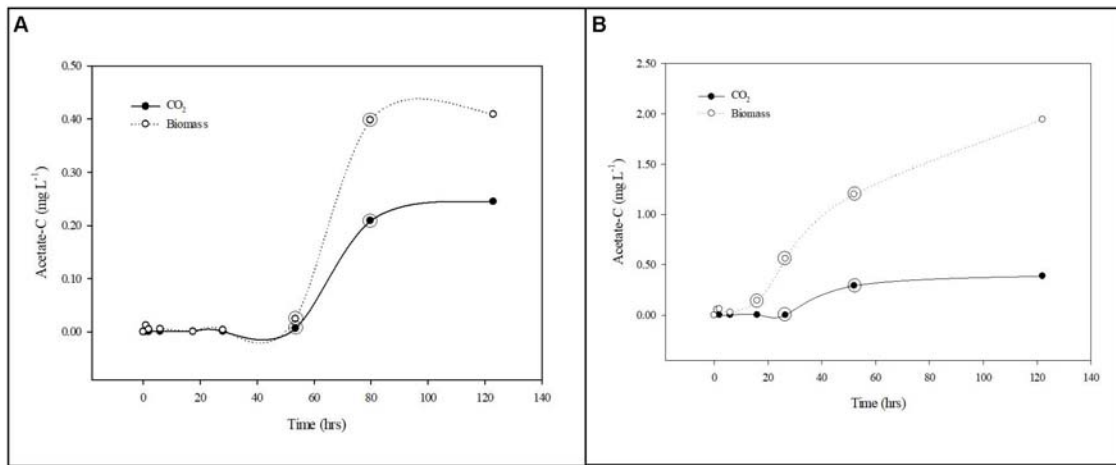 A
0.50
0.40
0.30
0.20
0.10
0.00
Acetate-C (mg L⁻¹)
CO₂
Biomass
0 20 40 60 80 100 120 140
Time (hrs)
B
2.50
2.00
1.50
1.00
0.50
0.00
Acetate-C (mg L⁻¹)
CO₂
Biomass
0 20 40 60 80 100 120 140
Time (hrs)